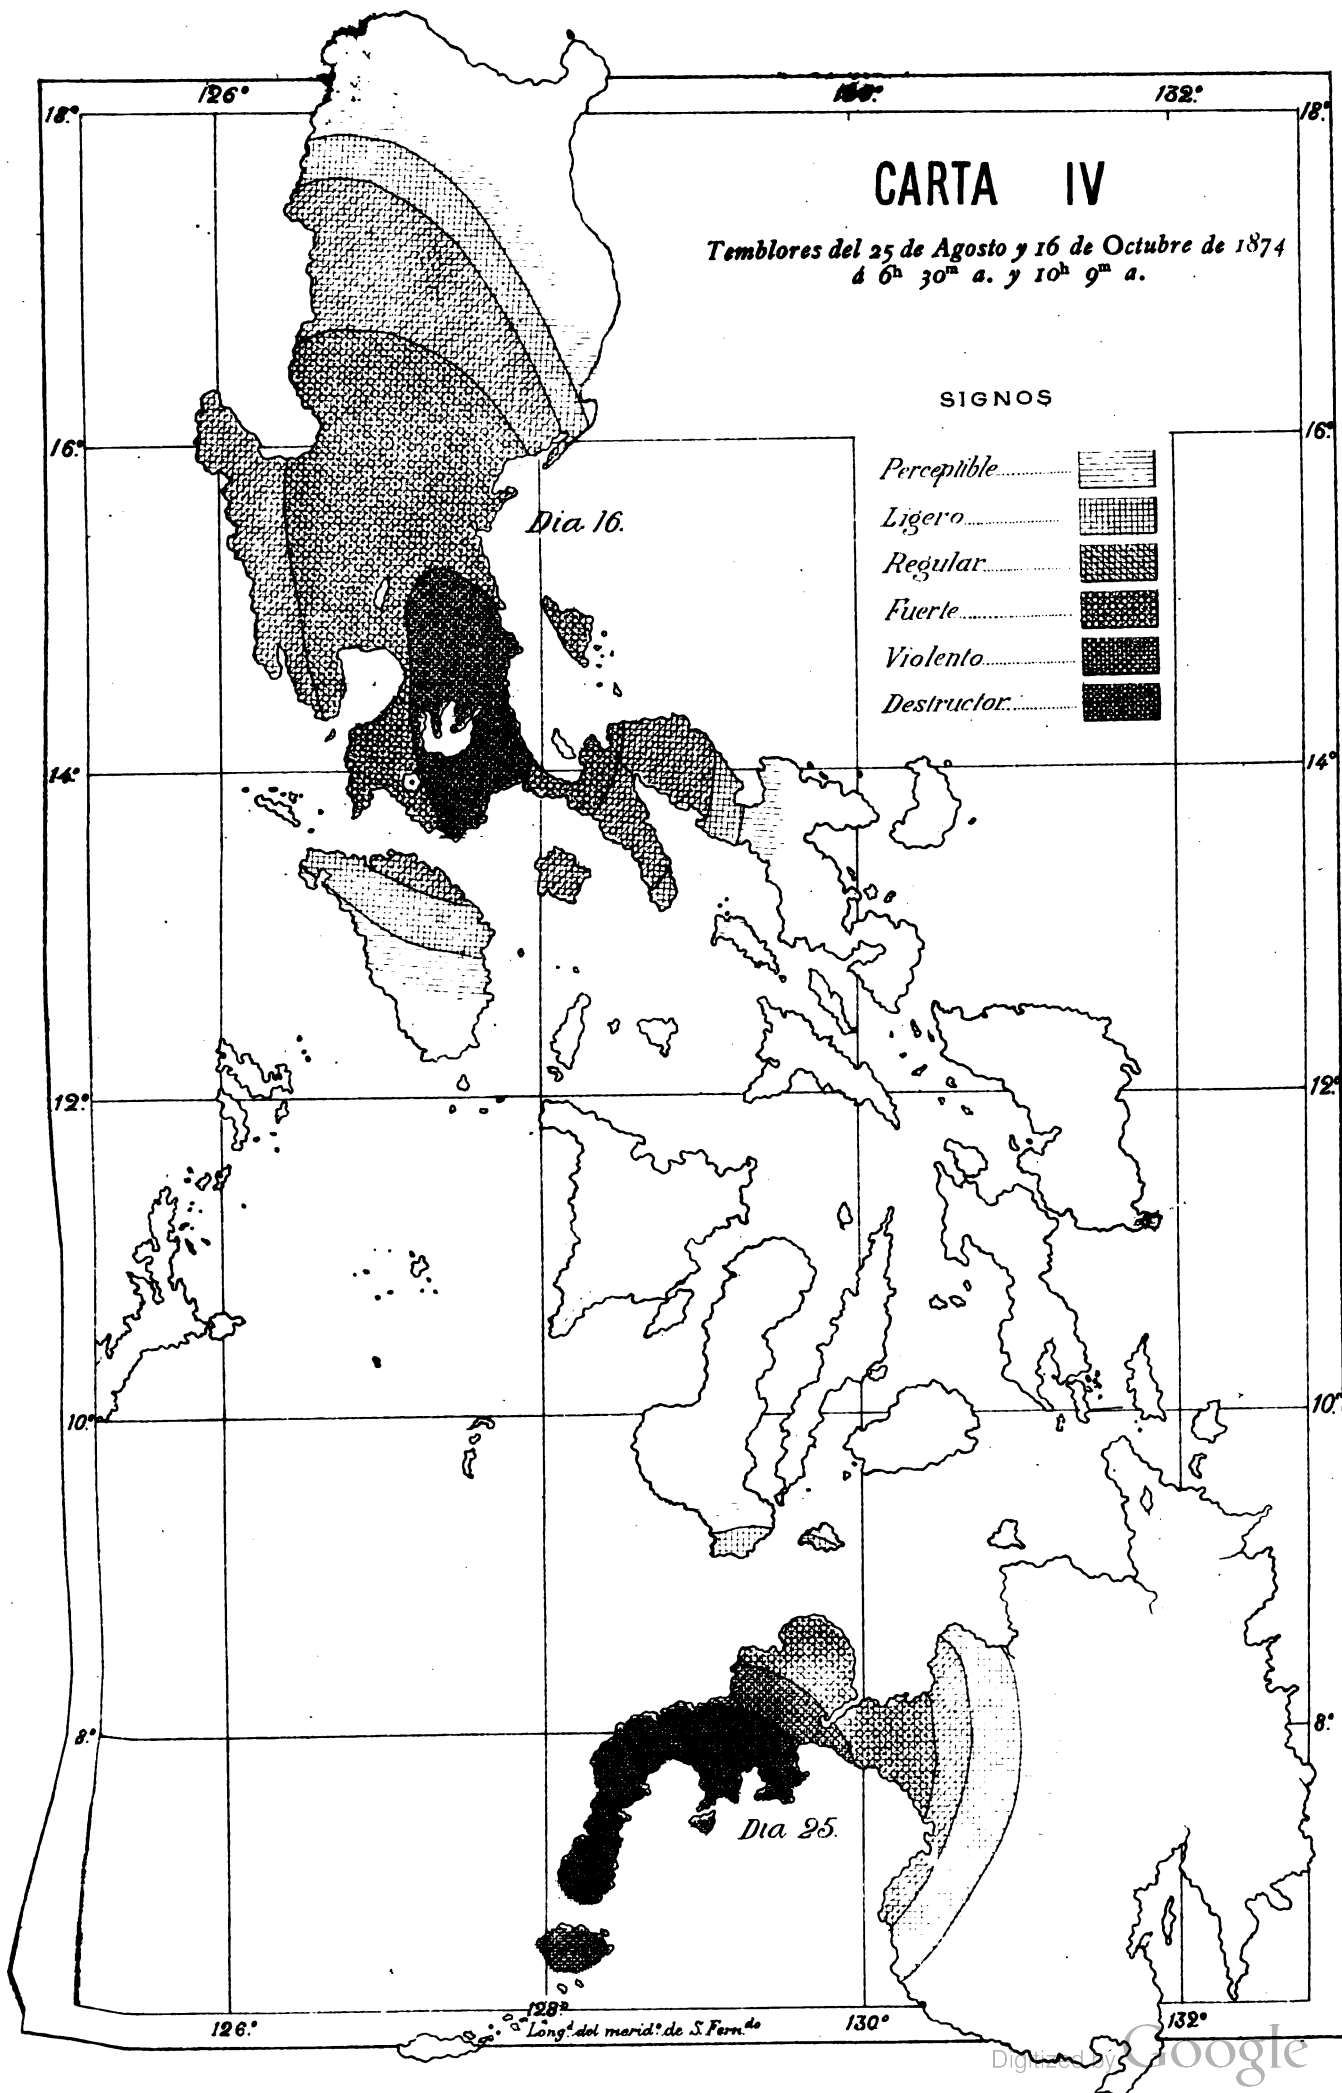 126.° 130.° 132.°
18.° 18.°
CARTA IV
Temblores del 25 de Agosto y 16 de Octubre de 1874
á 6h 30m a. y 10h 9m a.
SIGNOS
16.° 16.°
Perceptible
Ligero
Dia 16.
Regular
Fuerte
Violento
Destructor
14.° 14.°
12.° 12.°
10.° 10.°
8.° 8.°
Dia 25.
126.° 128.° 130.° 132.°
Longd. del merido. de S. Ferndo
Digitized by Google